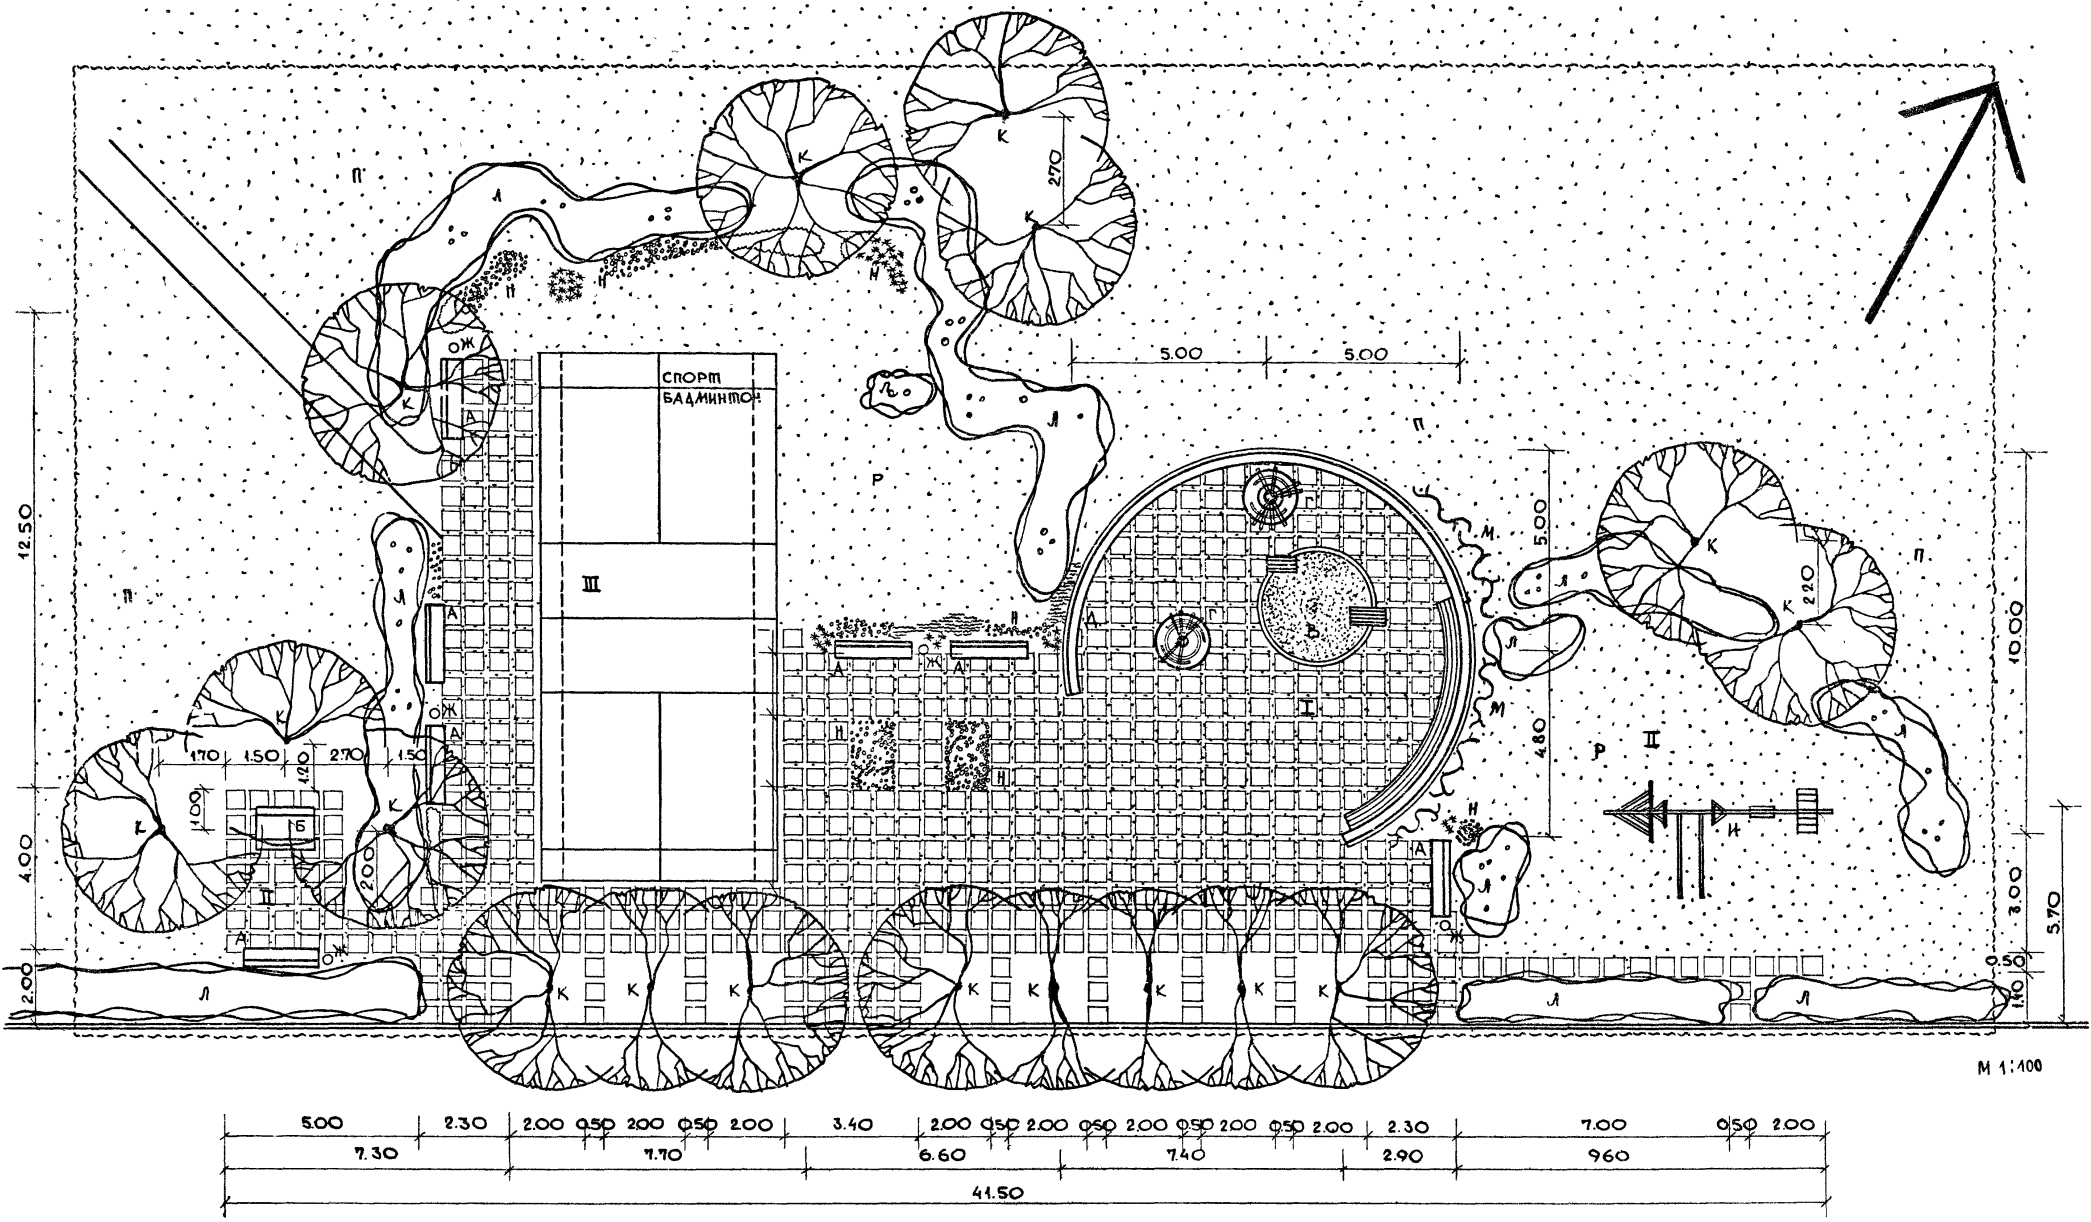 К
К
К
270
К
П
Л
Н
Н
Н
ОЖ
К
А
СПОРТ
БАДМИНТОН
5.00
5.00
Л
П
Р
Г
М
5.00
К
П
12.50
III
П
Л
А
Н
Д
Г
В
Л
220
К
10.00
А
Ж
А
Л
I
М
К
ОЖ
А
Н
Н
4.80
Р
II
Л
1.70
1.50
1.20
2.70
1.50
1.00
К
Б
К
4.00
2.00
II
А
Н
И
А
Л
3.00
5.70
ОЖ
ОЖ
2.00
Л
К
К
К
К
К
К
К
К
Л
Л
0.50
1.10
М 1:100
5.00 2.30 2.00 0.50 2.00 0.50 2.00 3.40 2.00 0.50 2.00 0.50 2.00 0.50 2.00 0.50 2.00 2.30 7.00 0.50 2.00
7.30 7.70 6.60 7.40 2.90 960
41.50